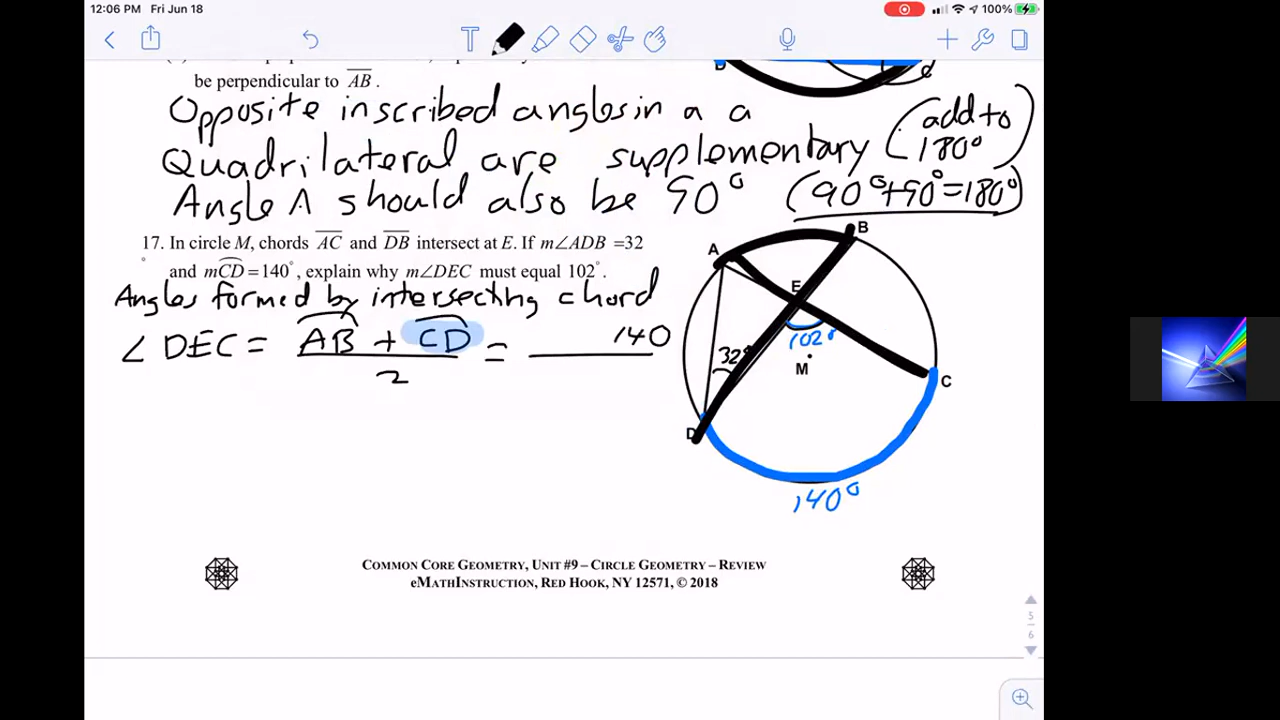 12:06 PM Fri Jun 18
100%
T
be perpendicular to AB .
Opposite inscribed angles in a a (add to
Quadrilateral are supplementary 180°)
Angle A should also be 90° (90°+90°=180°)
17. In circle M, chords AC and DB intersect at E. If m∠ADB = 32
and mCD = 140°, explain why m∠DEC must equal 102°.
Angles formed by intersecting chord
∠ DEC = AB + CD = 140
2
A
B
E
102°
32°
M
C
D
140°
COMMON CORE GEOMETRY, UNIT #9 – CIRCLE GEOMETRY – REVIEW
eMATHINSTRUCTION, RED HOOK, NY 12571, © 2018
5
6